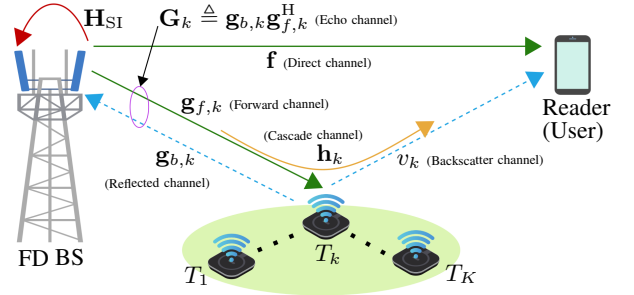 𝐇_SI
𝐆_k ≜ 𝐠_{b,k} 𝐠_{f,k}^H (Echo channel)
𝐟 (Direct channel)
𝐠_{f,k} (Forward channel)
Reader
(User)
(Cascade channel)
𝐡_k
𝐠_{b,k}
v_k (Backscatter channel)
(Reflected channel)
FD BS
T_1
T_k
T_K